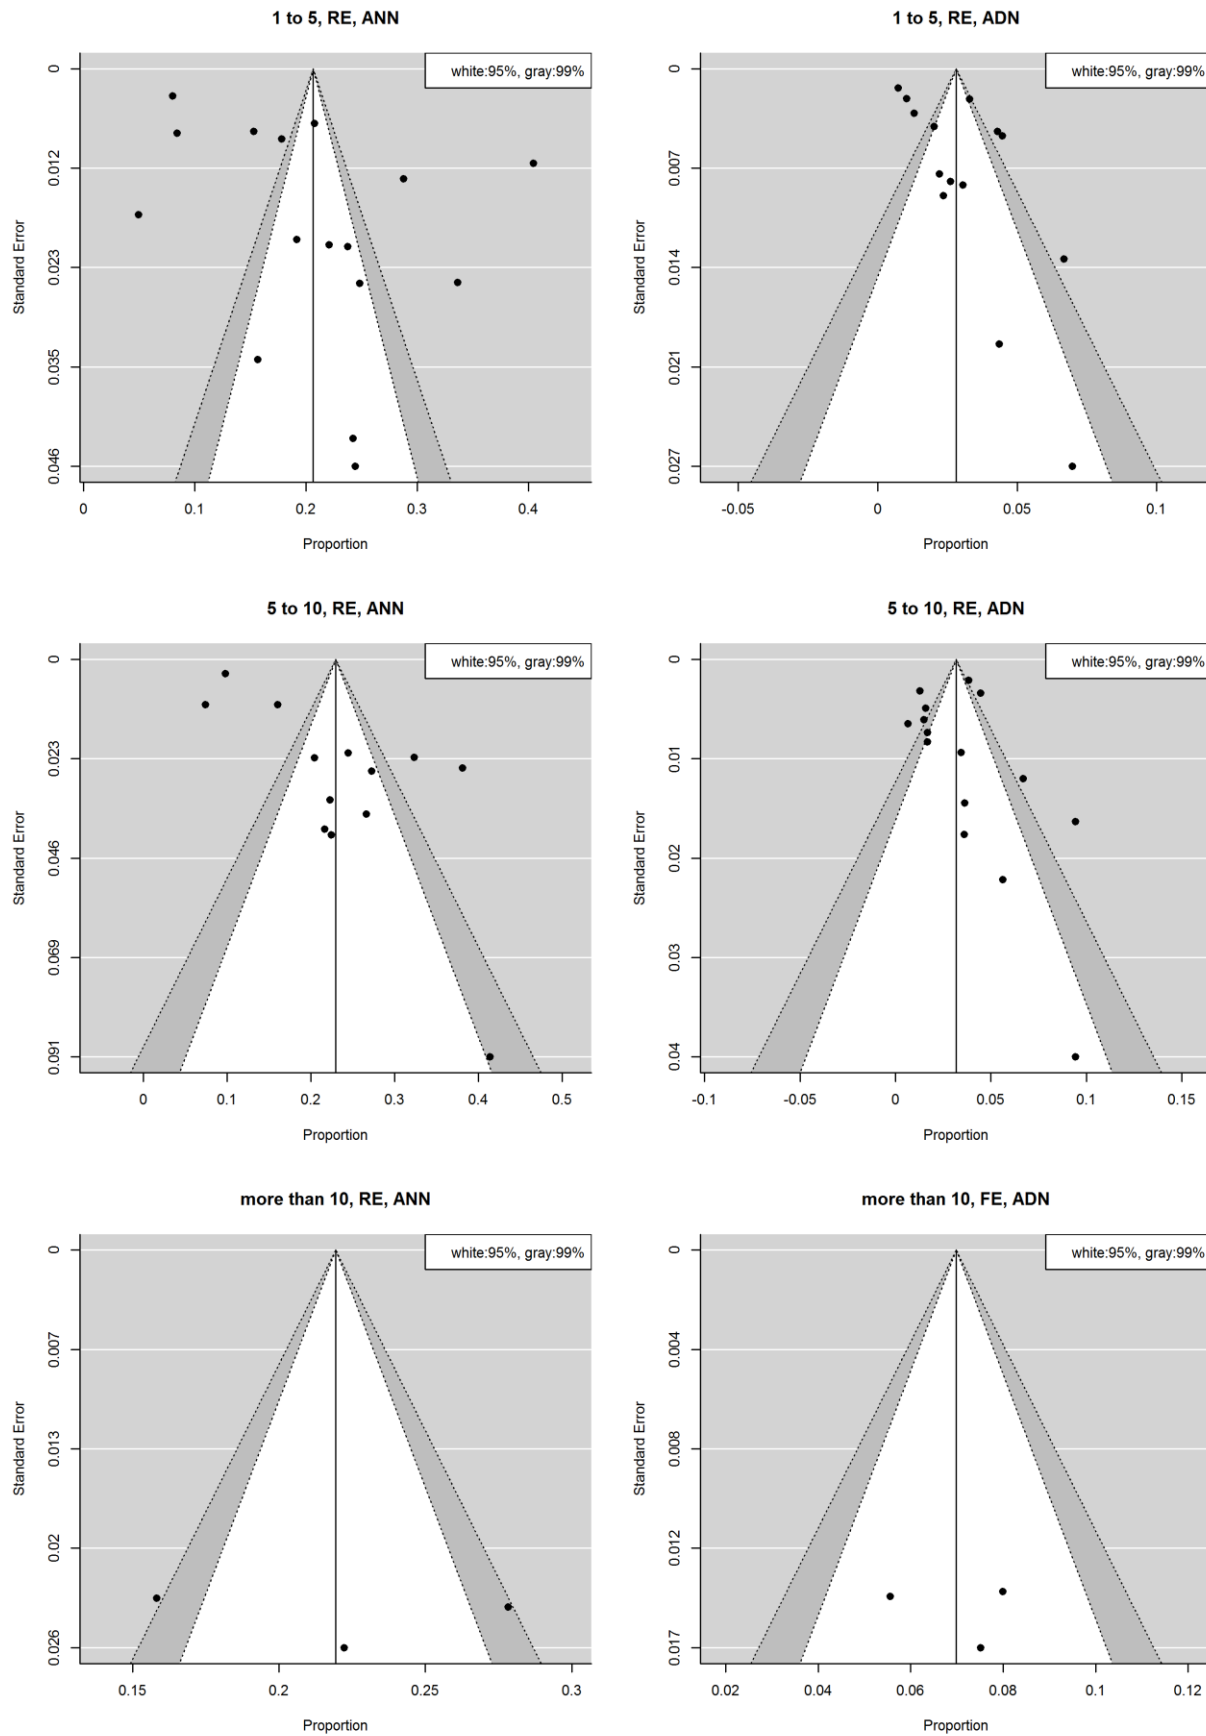 1 to 5, RE, ANN
white:95%, gray:99%
Standard Error
0
0.012
0.023
0.035
0.046
0
0.1
0.2
0.3
0.4
Proportion
1 to 5, RE, ADN
white:95%, gray:99%
Standard Error
0
0.007
0.014
0.021
0.027
-0.05
0
0.05
0.1
Proportion
5 to 10, RE, ANN
white:95%, gray:99%
Standard Error
0
0.023
0.046
0.069
0.091
0
0.1
0.2
0.3
0.4
0.5
Proportion
5 to 10, RE, ADN
white:95%, gray:99%
Standard Error
0
0.01
0.02
0.03
0.04
-0.1
-0.05
0
0.05
0.1
0.15
Proportion
more than 10, RE, ANN
white:95%, gray:99%
Standard Error
0
0.007
0.013
0.02
0.026
0.15
0.2
0.25
0.3
Proportion
more than 10, FE, ADN
white:95%, gray:99%
Standard Error
0
0.004
0.008
0.012
0.017
0.02
0.04
0.06
0.08
0.1
0.12
Proportion